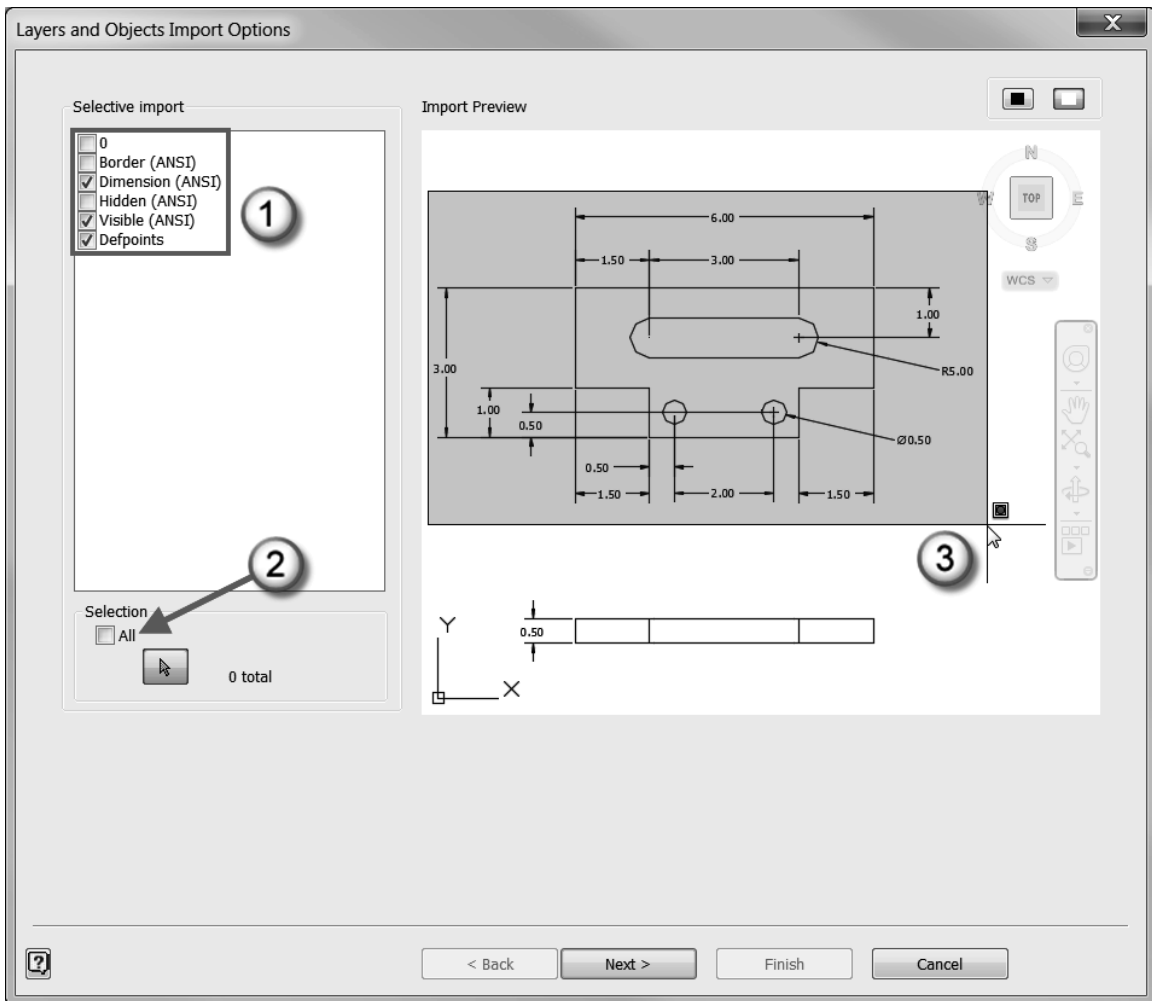 Layers and Objects Import Options
X
Selective import
Import Preview
0
Border (ANSI)
Dimension (ANSI)
Hidden (ANSI)
Visible (ANSI)
Defpoints
1
N
W
TOP
E
S
WCS
6.00
1.50
3.00
1.00
3.00
R5.00
1.00
0.50
Ø0.50
0.50
1.50
2.00
1.50
3
2
Selection
All
0 total
Y
0.50
X
?
< Back
Next >
Finish
Cancel